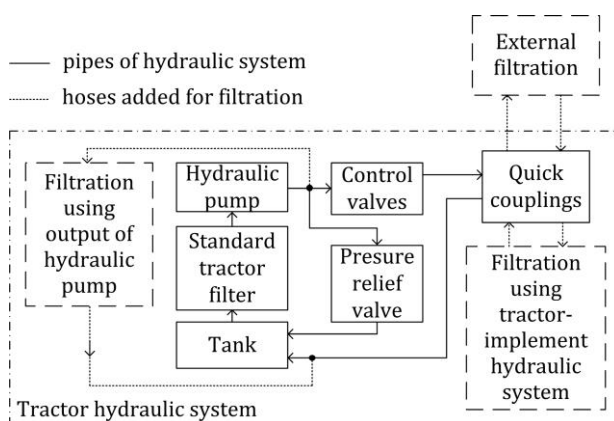 External
filtration
pipes of hydraulic system
hoses added for filtration
Filtration
using
output of
hydraulic
pump
Hydraulic
pump
Control
valves
Quick
couplings
Standard
tractor
filter
Presure
relief
valve
Filtration
using
tractor-
implement
hydraulic
system
Tank
Tractor hydraulic system